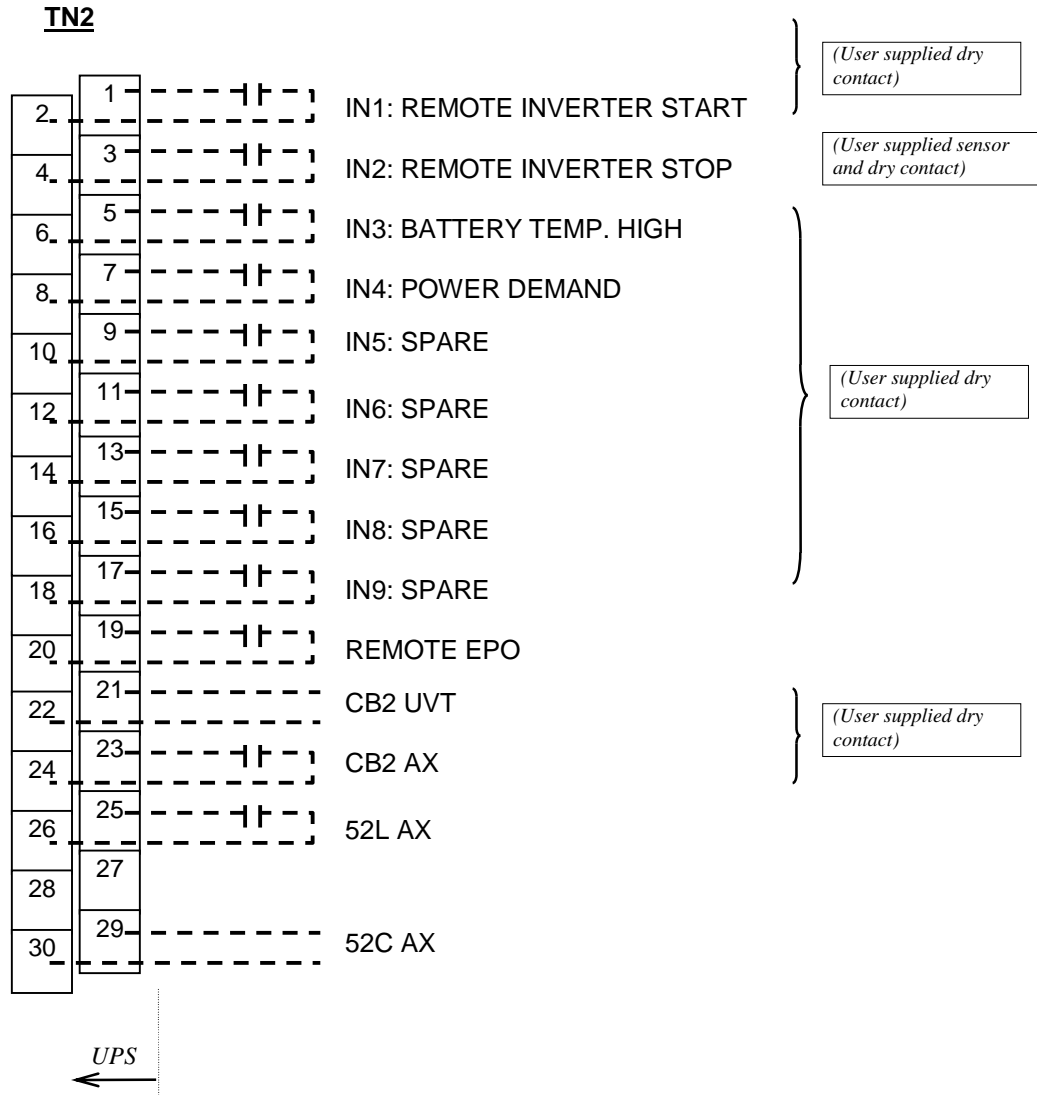 TN2
(User supplied dry
contact)
1
2
IN1: REMOTE INVERTER START
3
4
IN2: REMOTE INVERTER STOP
(User supplied sensor
and dry contact)
5
6
IN3: BATTERY TEMP. HIGH
7
8
IN4: POWER DEMAND
9
10
IN5: SPARE
11
12
IN6: SPARE
(User supplied dry
contact)
13
14
IN7: SPARE
15
16
IN8: SPARE
17
18
IN9: SPARE
19
20
REMOTE EPO
21
22
CB2 UVT
23
24
CB2 AX
(User supplied dry
contact)
25
26
52L AX
27
28
29
30
52C AX
UPS